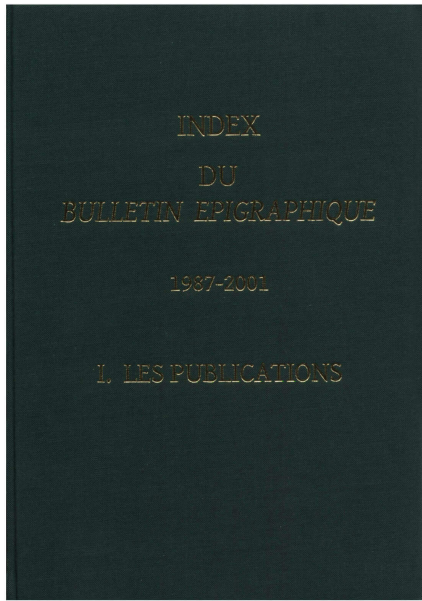 INDEX
DU
BULLETIN EPIGRAPHIQUE
1987-2001
I. LES PUBLICATIONS